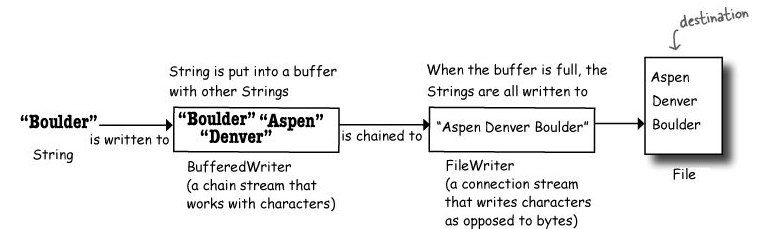 destination
String is put into a buffer
with other Strings
When the buffer is full, the
Strings are all written to
“Boulder”
String
is written to
“Boulder” “Aspen”
“Denver”
is chained to
“Aspen Denver Boulder”
Aspen
Denver
Boulder
BufferedWriter
(a chain stream that
works with characters)
FileWriter
(a connection stream
that writes characters
as opposed to bytes)
File